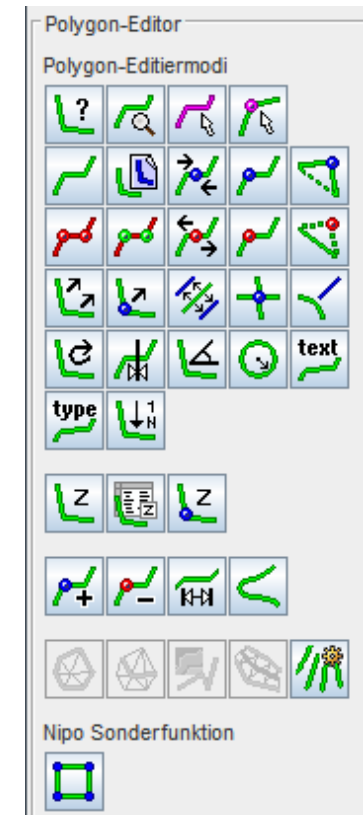 Polygon-Editor
Polygon-Editiermodi
?
text
type
1
N
Z
Z
Z
Nipo Sonderfunktion